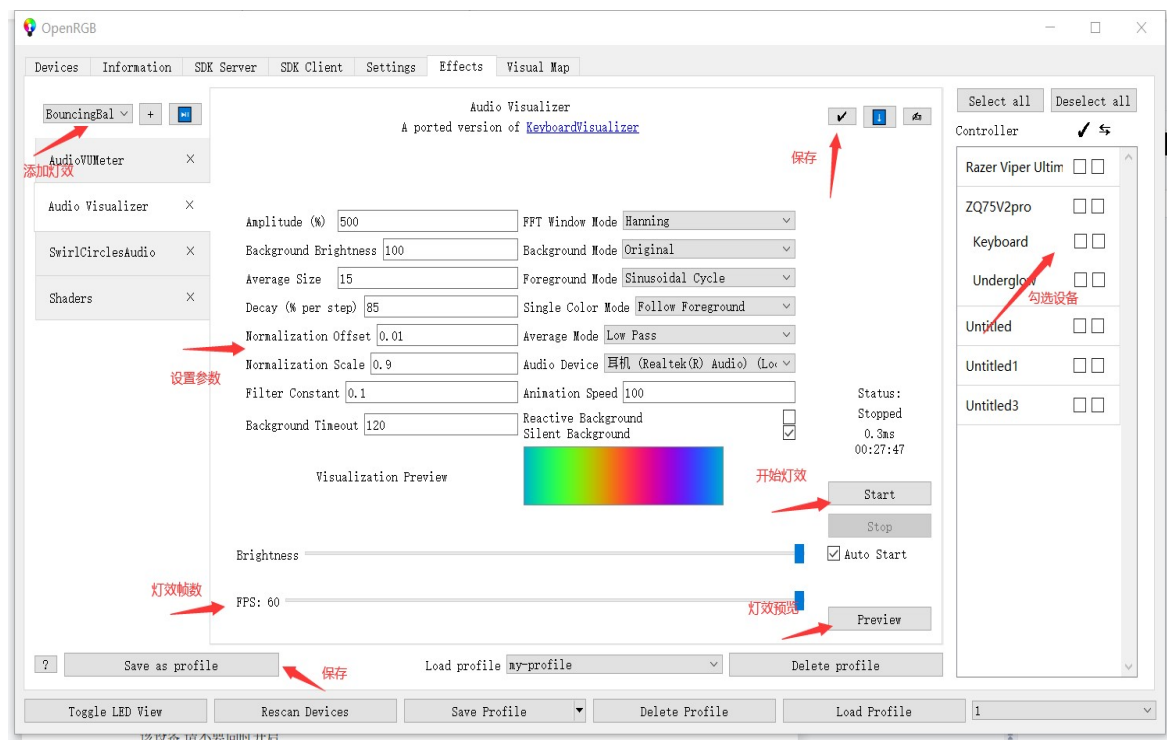 OpenRGB
Devices Information SDK Server SDK Client Settings Effects Visual Map
BouncingBal +
添加灯效
AudioVUMeter X
Audio Visualizer X
SwirlCirclesAudio X
Shaders X
Audio Visualizer
A ported version of KeyboardVisualizer
保存
Amplitude (%) 500 FFT Window Mode Hanning
Background Brightness 100 Background Mode Original
Average Size 15 Foreground Mode Sinusoidal Cycle
Decay (% per step) 85 Single Color Mode Follow Foreground
Normalization Offset 0.01 Average Mode Low Pass
Normalization Scale 0.9 Audio Device 耳机 (Realtek(R) Audio) (Loc
设置参数
Filter Constant 0.1 Animation Speed 100
Background Timeout 120 Reactive Background
Silent Background
Visualization Preview
Status:
Stopped
0.3ms
00:27:47
开始灯效
Start
Stop
Brightness
Auto Start
灯效帧数
FPS: 60
灯效预览
Preview
Select all Deselect all
Controller
Razer Viper Ultim
ZQ75V2pro
Keyboard
Underglow
勾选设备
Untitled
Untitled1
Untitled3
? Save as profile 保存 Load profile my-profile Delete profile
Toggle LED View Rescan Devices Save Profile Delete Profile Load Profile 1